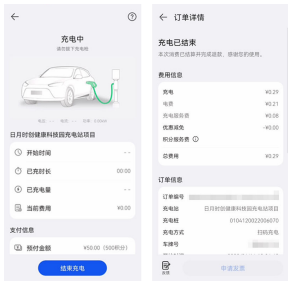 充电中
请勿拔下充电枪
日月时创健康科技园充电站项目
开始时间
--
已充时长
00:00
已充电量
--
当前费用
¥0.00
支付信息
预付金额
¥50.00 (500积分)
结束充电
订单详情
充电已结束
本次消费已结算并完成退款，感谢您的使用。
费用信息
充电
¥0.29
电费
¥0.21
充电服务费
¥0.08
优惠减免
-¥0.00
积分服务费
总费用
¥0.29
订单信息
订单编号
充电站
日月时创健康科技园充电站项目
充电桩
010412002206070
充电方式
扫码充电
车牌号
申请发票